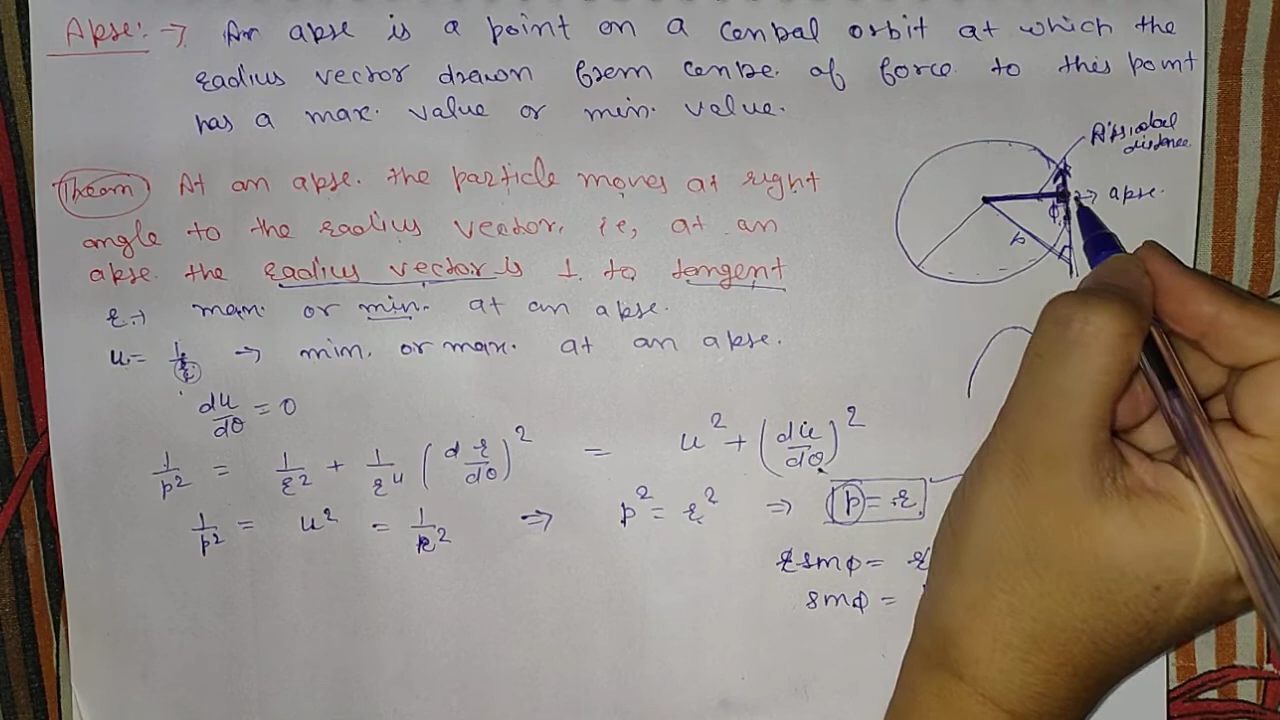 Apse:→ An apse is a point on a central orbit at which the
radius vector drawn from centre of force to this point
has a max. value or min. value.
Apsidal
distance
→ apse.
ϕ
p
Theorem At an apse. the particle moves at right
angle to the radius vector, ie, at an
apse the radius vector is ⊥ to tangent
r → max. or min. at an apse.
u = 1/r → min. or max. at an apse.
du/dθ = 0
1/p² = 1/r² + 1/r⁴ (dr/dθ)² = u² + (du/dθ)²
1/p² = u² = 1/r² ⇒ p² = r² ⇒ p = r.
r sinϕ = r
sinϕ =